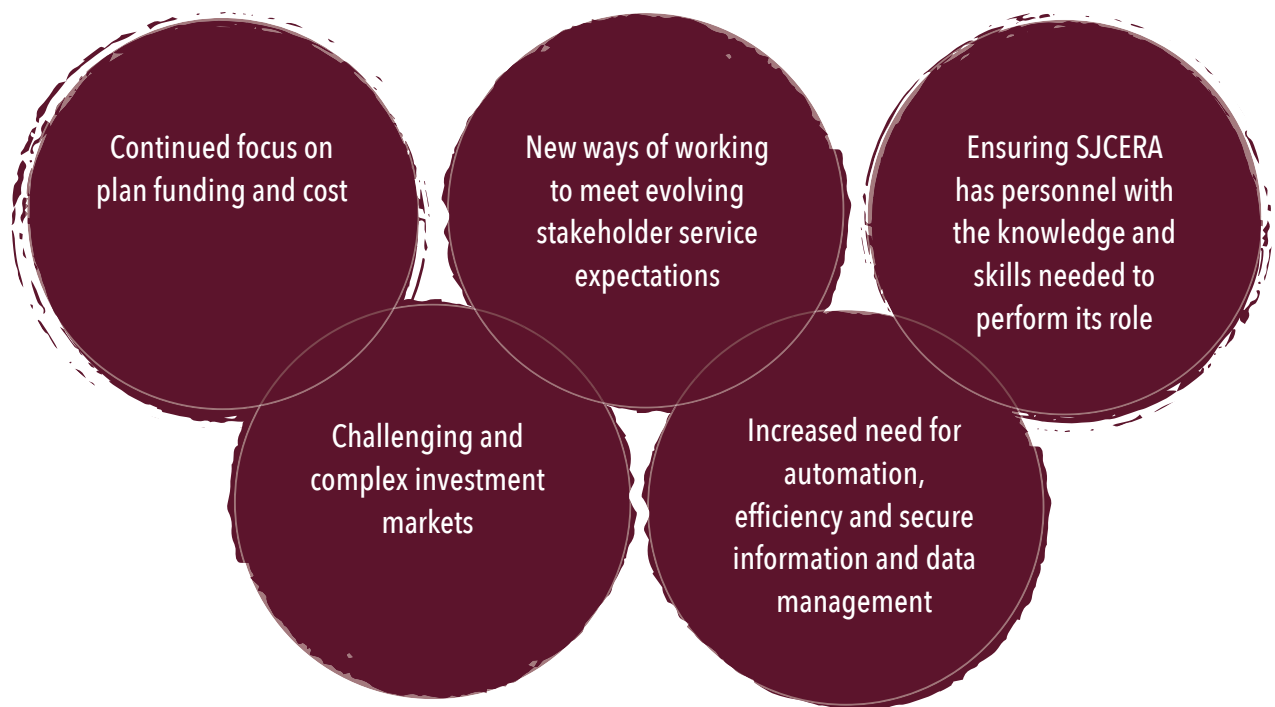 Continued focus on
plan funding and cost
New ways of working
to meet evolving
stakeholder service
expectations
Ensuring SJCERA
has personnel with
the knowledge and
skills needed to
perform its role
Challenging and
complex investment
markets
Increased need for
automation,
efficiency and secure
information and data
management